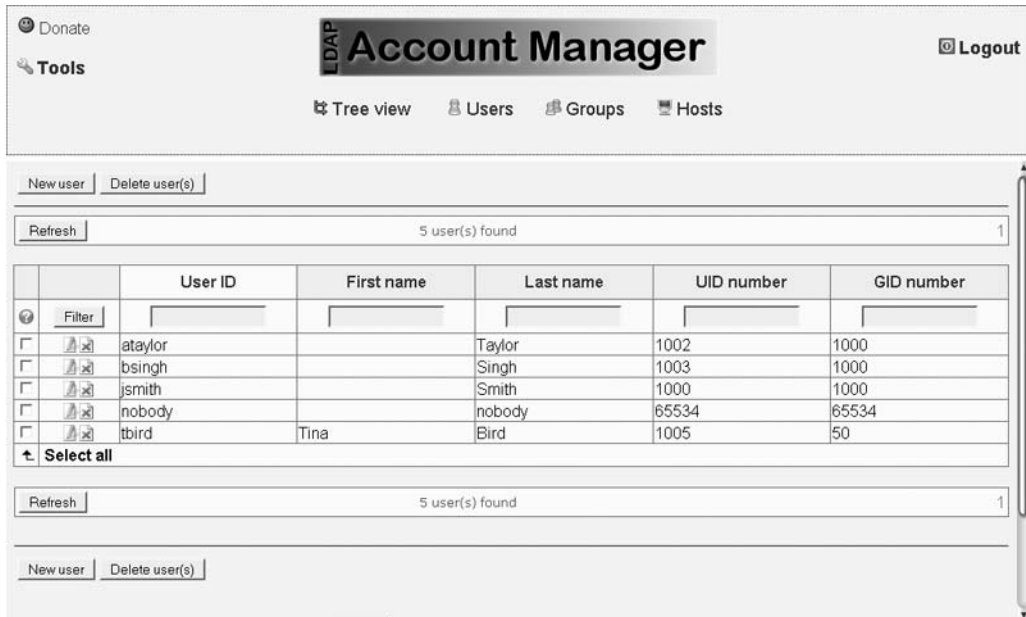 Donate
Tools
LDAP Account Manager
Logout
Tree view Users Groups Hosts
New user Delete user(s)
Refresh 5 user(s) found 1
User ID First name Last name UID number GID number
Filter
ataylor Taylor 1002 1000
bsingh Singh 1003 1000
jsmith Smith 1000 1000
nobody nobody 65534 65534
tbird Tina Bird 1005 50
Select all
Refresh 5 user(s) found 1
New user Delete user(s)